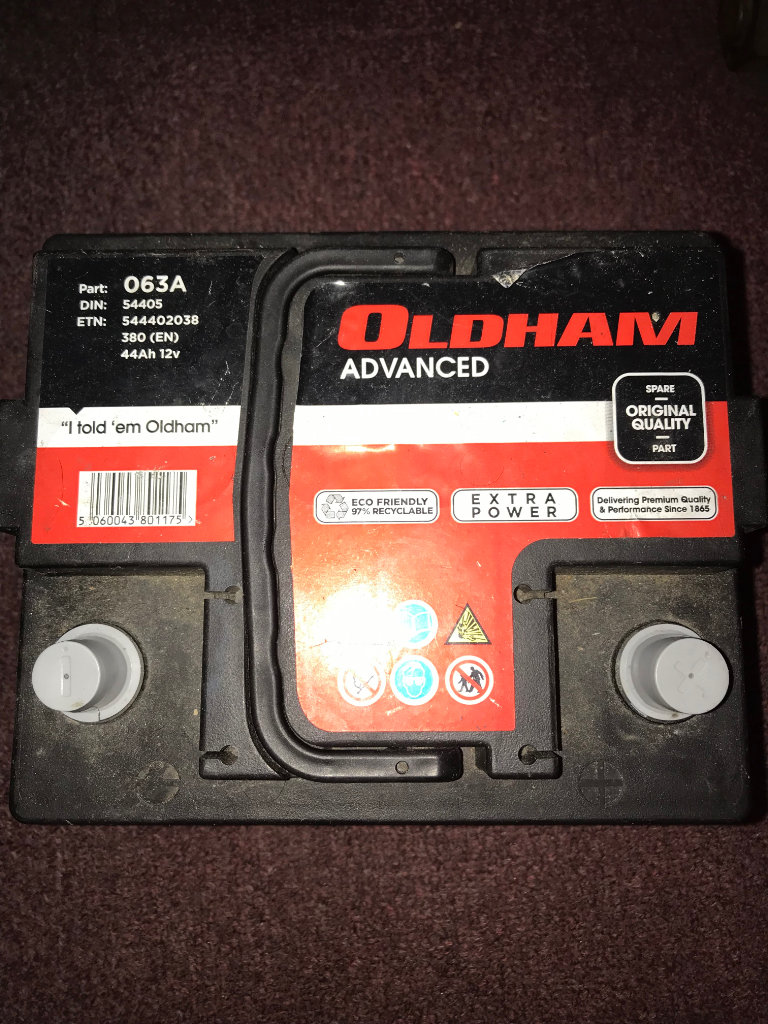 Part: 063A
DIN: 54405
ETN: 544402038
380 (EN)
44Ah 12v
"I told 'em Oldham"
5 060043 801175 >
OLDHAM
ADVANCED
SPARE
ORIGINAL
QUALITY
PART
ECO FRIENDLY
97% RECYCLABLE
EXTRA
POWER
Delivering Premium Quality
& Performance Since 1865